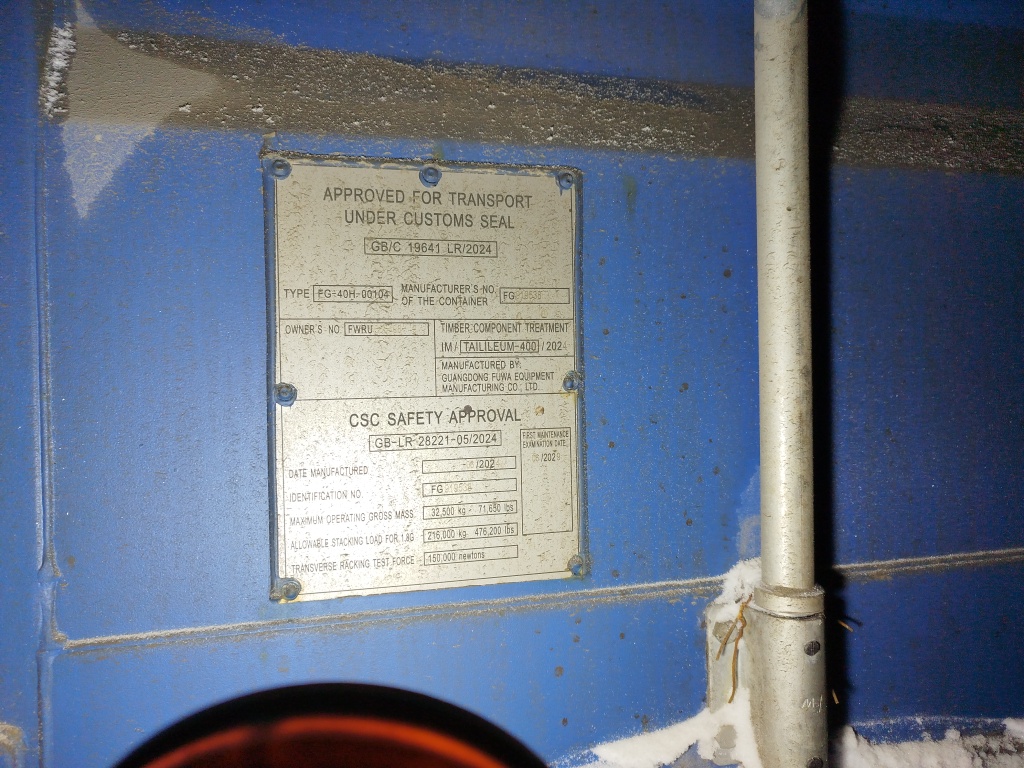 APPROVED FOR TRANSPORT
UNDER CUSTOMS SEAL
GB/C 19641 LR/2024
TYPE FG-40H-00104 MANUFACTURER'S NO. OF THE CONTAINER FG
OWNER'S NO. FWRU
TIMBER COMPONENT TREATMENT
IM / TAILILEUM-400 / 2024
MANUFACTURED BY:
GUANGDONG FUWA EQUIPMENT
MANUFACTURING CO., LTD.
CSC SAFETY APPROVAL
GB-LR 28221-05/2024
FIRST MAINTENANCE
EXAMINATION DATE
DATE MANUFACTURED
IDENTIFICATION NO. FG
MAXIMUM OPERATING GROSS MASS 32,500 kg 71,650 lbs
ALLOWABLE STACKING LOAD FOR 1.8G 216,000 kg 476,200 lbs
TRANSVERSE RACKING TEST FORCE 150,000 newtons